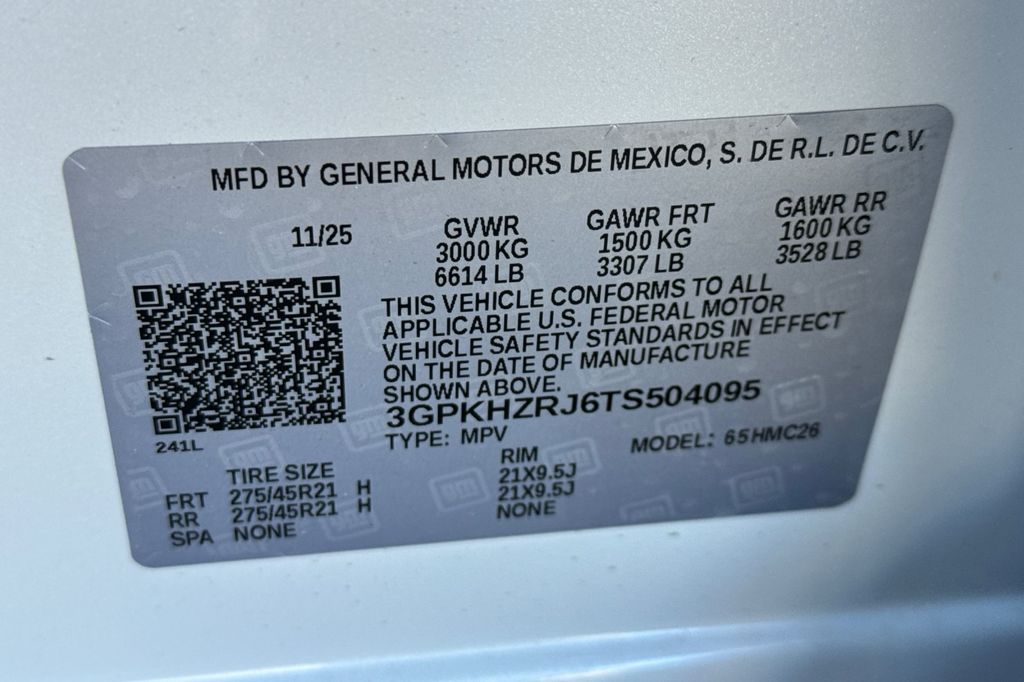 MFD BY GENERAL MOTORS DE MEXICO, S. DE R.L. DE C.V.
11/25 GVWR GAWR FRT GAWR RR
3000 KG 1500 KG 1600 KG
6614 LB 3307 LB 3528 LB
THIS VEHICLE CONFORMS TO ALL
APPLICABLE U.S. FEDERAL MOTOR
VEHICLE SAFETY STANDARDS IN EFFECT
ON THE DATE OF MANUFACTURE
SHOWN ABOVE.
3GPKHZRJ6TS504095
241L TYPE: MPV MODEL: 65HMC26
TIRE SIZE RIM
FRT 275/45R21 H 21X9.5J
RR 275/45R21 H 21X9.5J
SPA NONE NONE